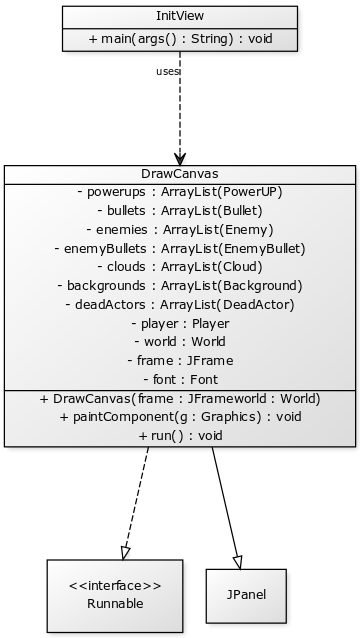 InitView
+ main(args() : String) : void
uses
DrawCanvas
- powerups : ArrayList(PowerUP)
- bullets : ArrayList(Bullet)
- enemies : ArrayList(Enemy)
- enemyBullets : ArrayList(EnemyBullet)
- clouds : ArrayList(Cloud)
- backgrounds : ArrayList(Background)
- deadActors : ArrayList(DeadActor)
- player : Player
- world : World
- frame : JFrame
- font : Font
+ DrawCanvas(frame : JFrameworld : World)
+ paintComponent(g : Graphics) : void
+ run() : void
<<interface>>
Runnable
JPanel